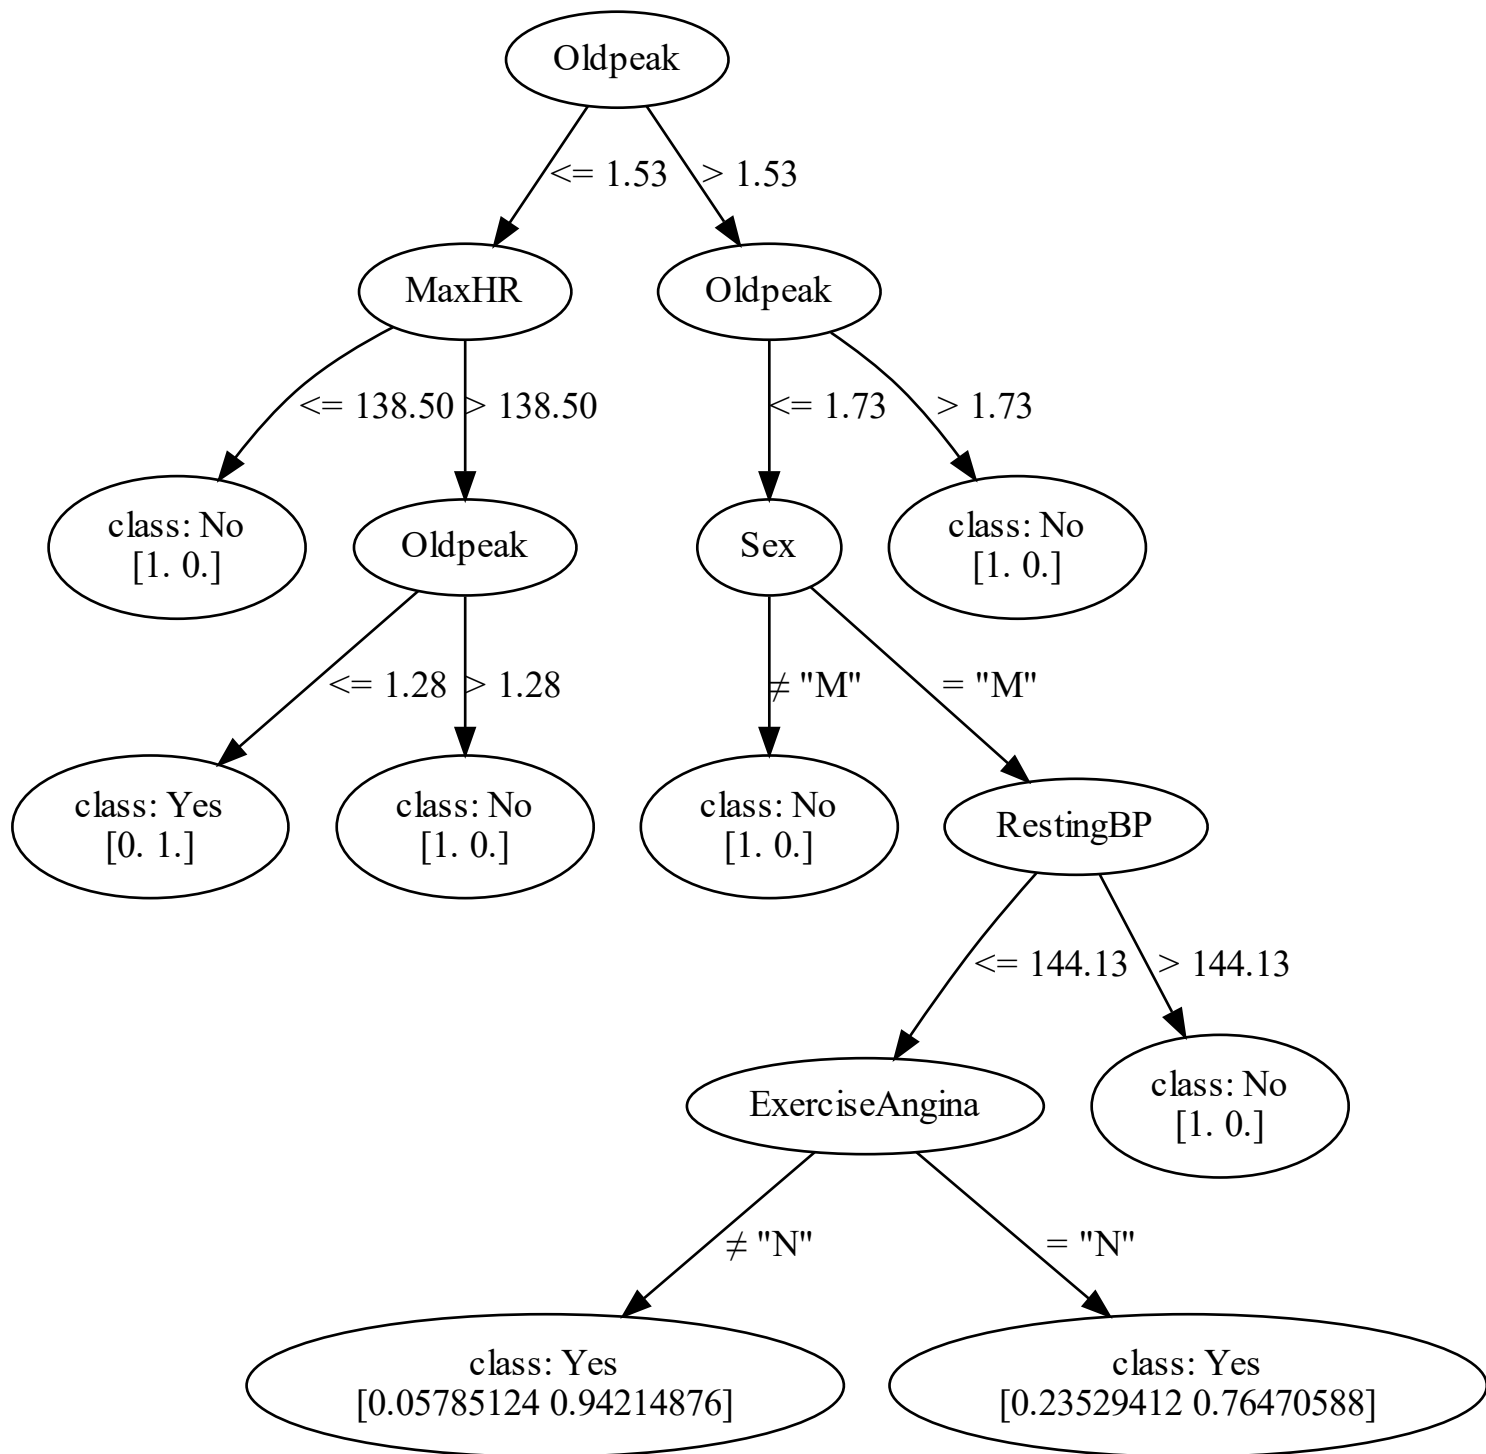 Oldpeak
<= 1.53
> 1.53
MaxHR
Oldpeak
<= 138.50
> 138.50
<= 1.73
> 1.73
class: No
[1. 0.]
Oldpeak
Sex
class: No
[1. 0.]
<= 1.28
> 1.28
≠ "M"
= "M"
class: Yes
[0. 1.]
class: No
[1. 0.]
class: No
[1. 0.]
RestingBP
<= 144.13
> 144.13
ExerciseAngina
class: No
[1. 0.]
≠ "N"
= "N"
class: Yes
[0.05785124 0.94214876]
class: Yes
[0.23529412 0.76470588]